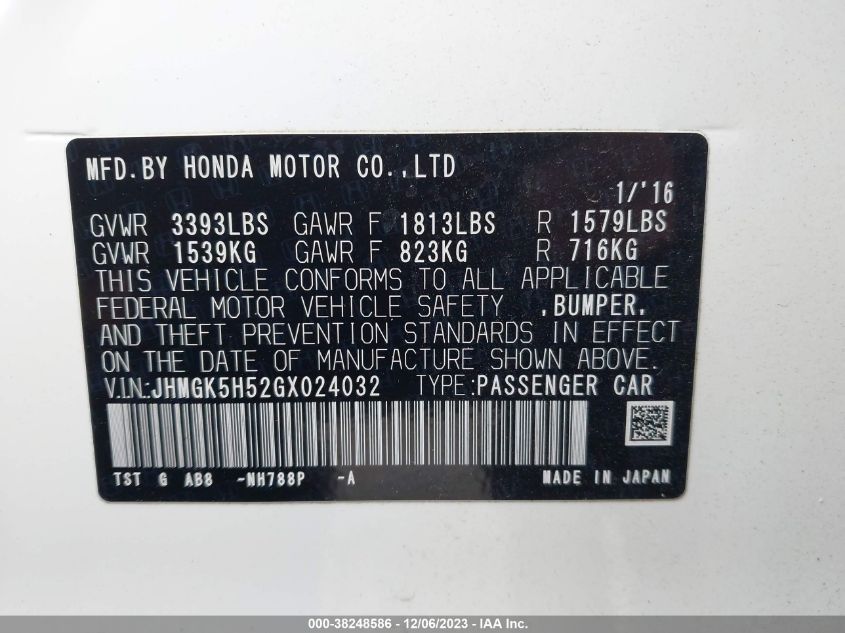 MFD.BY HONDA MOTOR CO.,LTD
1/'16
GVWR 3393LBS GAWR F 1813LBS R 1579LBS
GVWR 1539KG GAWR F 823KG R 716KG
THIS VEHICLE CONFORMS TO ALL APPLICABLE
FEDERAL MOTOR VEHICLE SAFETY ,BUMPER,
AND THEFT PREVENTION STANDARDS IN EFFECT
ON THE DATE OF MANUFACTURE SHOWN ABOVE.
V.I.N:JHMGK5H52GX024032 TYPE:PASSENGER CAR
TST G AB8 -NH788P -A MADE IN JAPAN
000-38248586 - 12/06/2023 - IAA Inc.